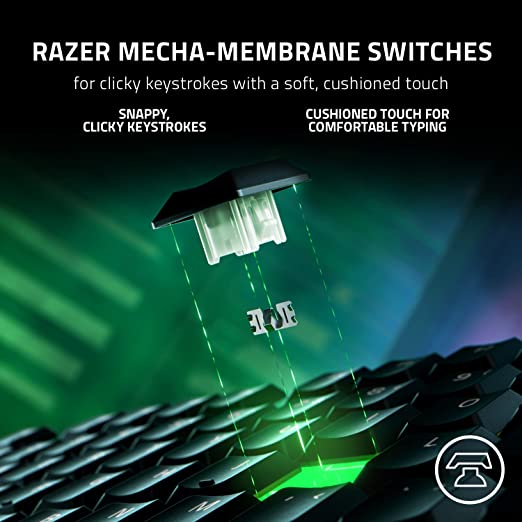 RAZER MECHA-MEMBRANE SWITCHES
for clicky keystrokes with a soft, cushioned touch
SNAPPY,
CLICKY KEYSTROKES
CUSHIONED TOUCH FOR
COMFORTABLE TYPING